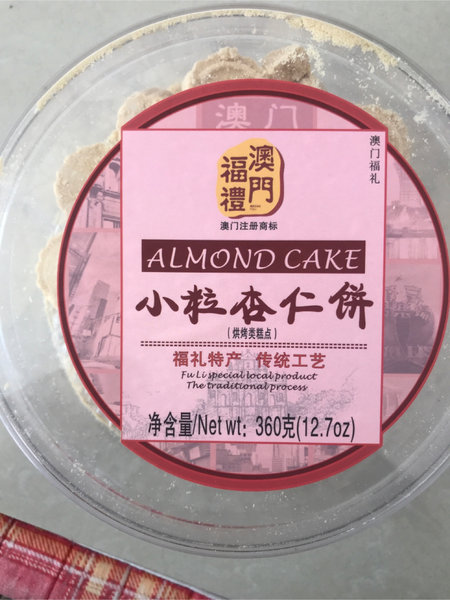 澳门
澳门福礼
澳門
福禮
澳门注册商标
ALMOND CAKE
小粒杏仁饼
(烘烤类糕点)
福礼特产 传统工艺
Fu Li special local product
The traditional process
净含量/Net wt: 360克(12.7oz)